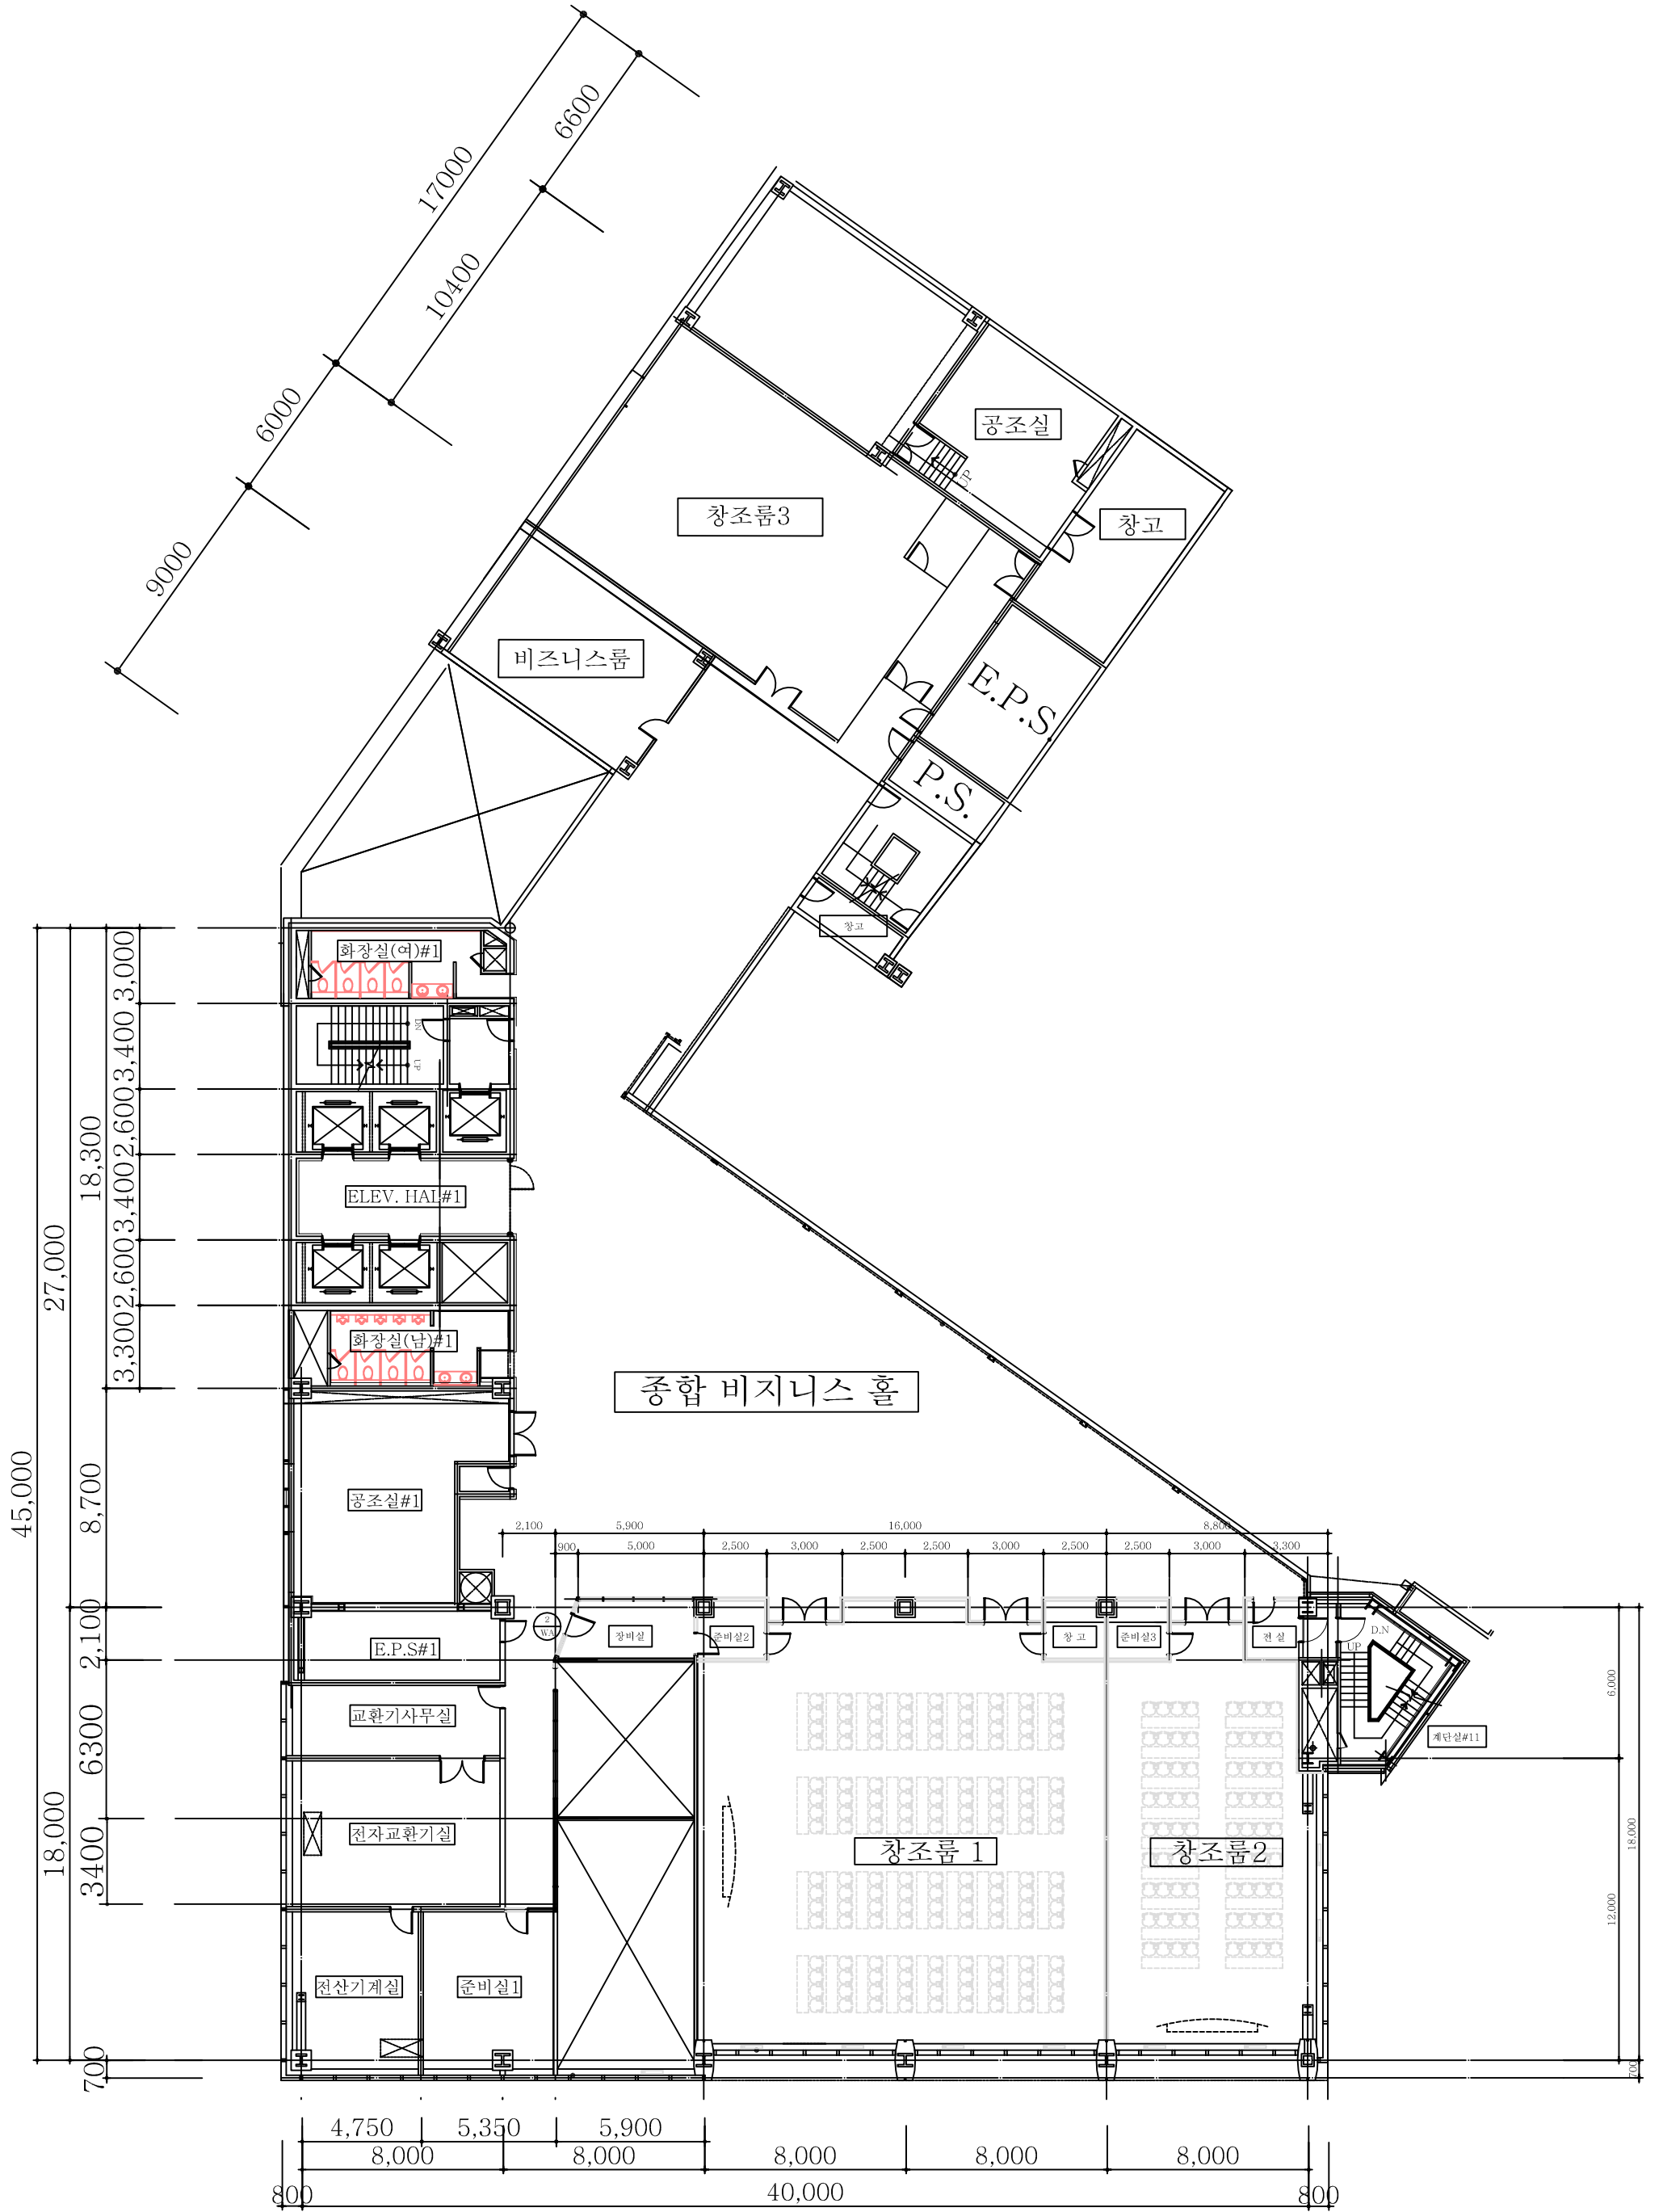 6600
17000
10400
6000
9000
공조실
UP
창조룸3
창고
비즈니스룸
E.P.S.
P.S.
창고
화장실(여)#1
DN
UP
3,000
3,400
2,600
3,400
2,600
3,300
18,300
27,000
45,000
8,700
2,100
6300
3400
18,000
700
ELEV. HAL#1
화장실(남)#1
종합 비지니스 홀
공조실#1
2,100
5,900
16,000
8,800
900
5,000
2,500
3,000
2,500
2,500
3,000
2,500
2,500
3,000
3,300
2
WA
장비실
준비실2
창 고
준비실3
전 실
D.N
UP
E.P.S#1
교환기사무실
계단실#11
6,000
18,000
12,000
700
전자교환기실
창조룸 1
창조룸2
전산기계실
준비실1
4,750
5,350
5,900
8,000
8,000
8,000
8,000
8,000
800
40,000
800